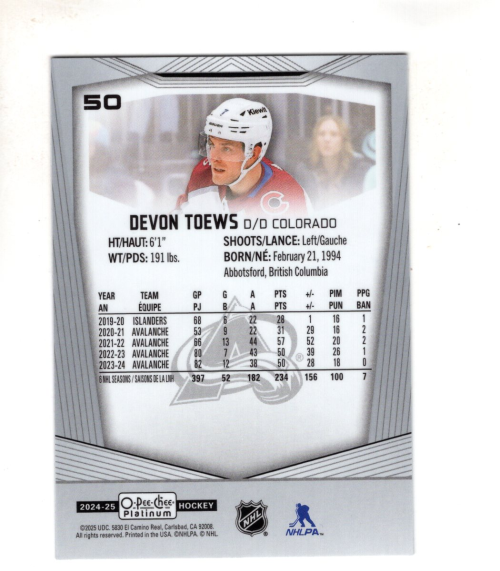 50
7 Kiewit
C
DEVON TOEWS D/D COLORADO
HT/HAUT: 6'1" SHOOTS/LANCE: Left/Gauche
WT/PDS: 191 lbs. BORN/NÉ: February 21, 1994
Abbotsford, British Columbia
YEAR TEAM GP G A PTS +/- PIM PPG
AN ÉQUIPE PJ B A PTS +/- PUN BAN
2019-20 ISLANDERS 68 6 22 28 1 16 1
2020-21 AVALANCHE 53 9 22 31 29 16 2
2021-22 AVALANCHE 66 13 44 57 52 20 2
2022-23 AVALANCHE 80 7 43 50 39 26 1
2023-24 AVALANCHE 82 12 38 50 28 18 0
6 NHL SEASONS / SAISONS DE LA LNH 397 52 182 234 156 100 7
®
2024-25 O-Pee-Chee Platinum HOCKEY
©2025 UDC. 5830 El Camino Real, Carlsbad, CA 92008.
All rights reserved. Printed in the USA. ©NHLPA. © NHL.
NHL
NHLPA